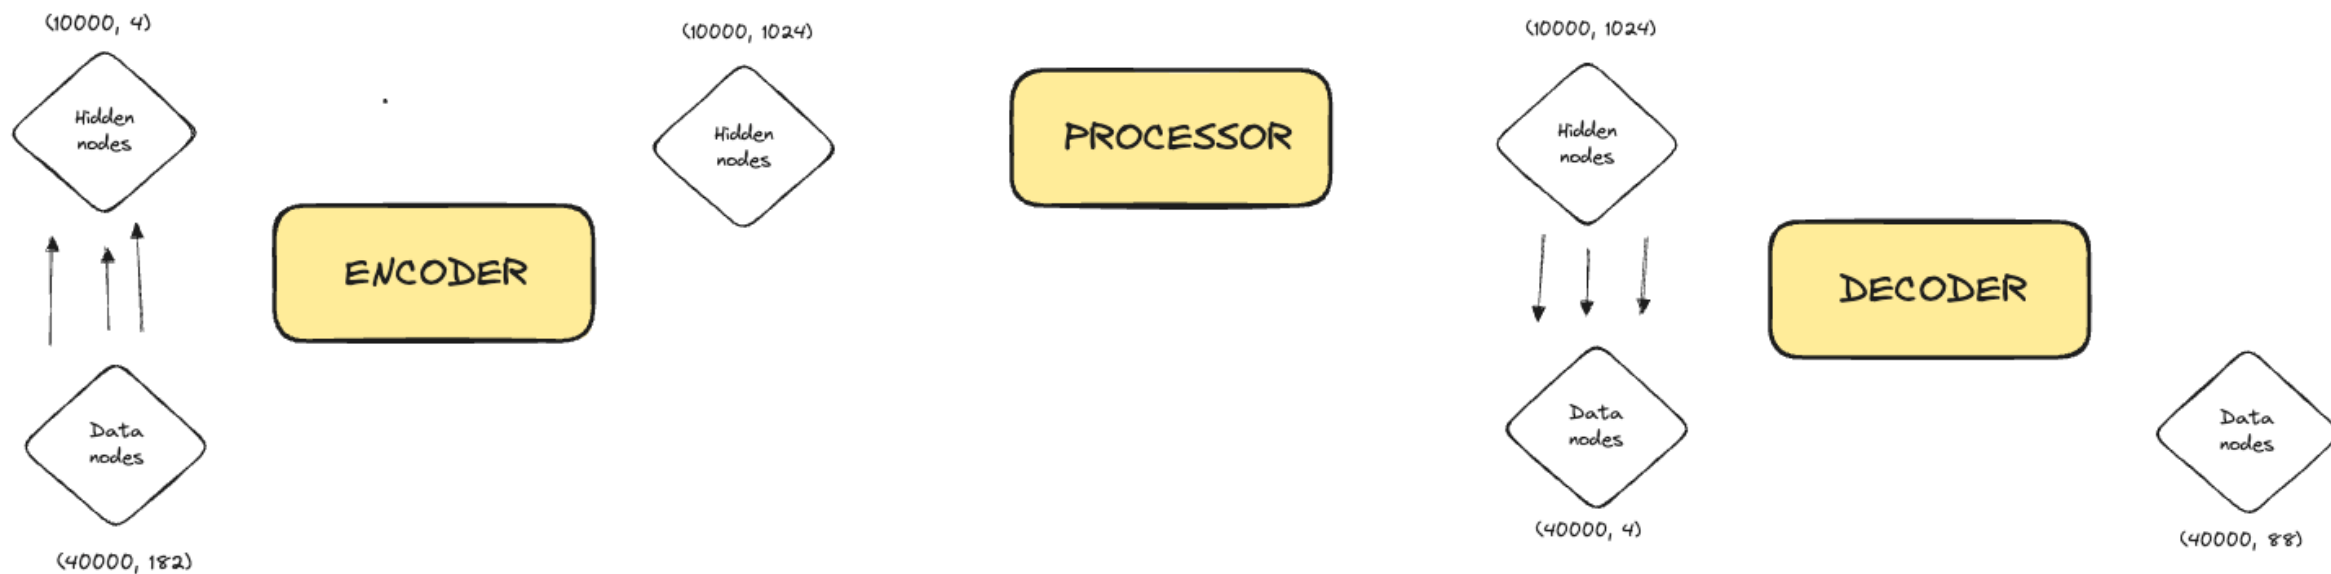 (10000, 4)
Hidden
nodes
Data
nodes
(40000, 182)
ENCODER
(10000, 1024)
Hidden
nodes
PROCESSOR
(10000, 1024)
Hidden
nodes
Data
nodes
(40000, 4)
DECODER
Data
nodes
(40000, 88)